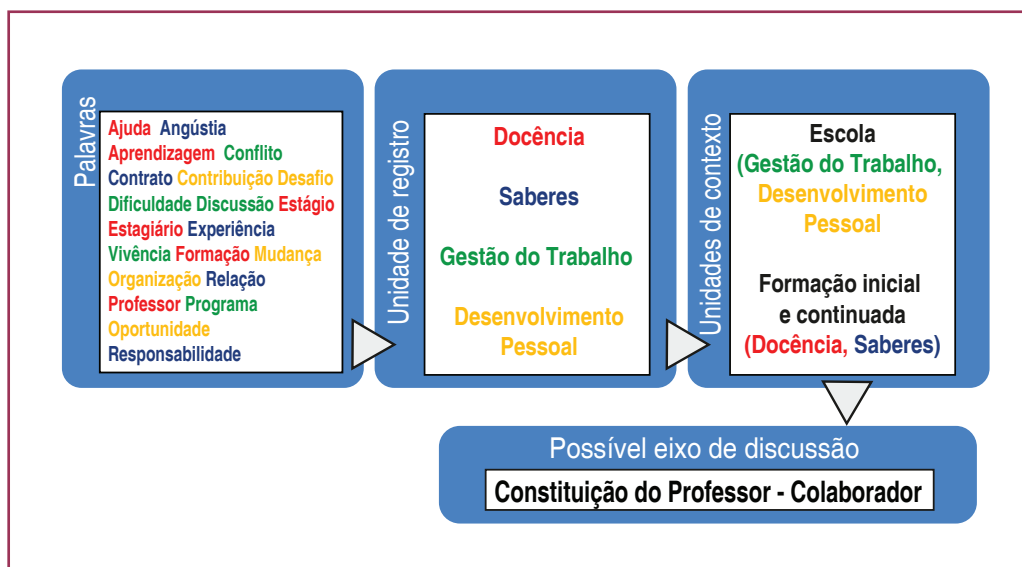 Palavras
Ajuda Angústia
Aprendizagem Conflito
Contrato Contribuição Desafio
Dificuldade Discussão Estágio
Estagiário Experiência
Vivência Formação Mudança
Organização Relação
Professor Programa
Oportunidade
Responsabilidade
Unidade de registro
Docência
Saberes
Gestão do Trabalho
Desenvolvimento
Pessoal
Unidades de contexto
Escola
(Gestão do Trabalho,
Desenvolvimento
Pessoal
Formação inicial
e continuada
(Docência, Saberes)
Possível eixo de discussão
Constituição do Professor - Colaborador